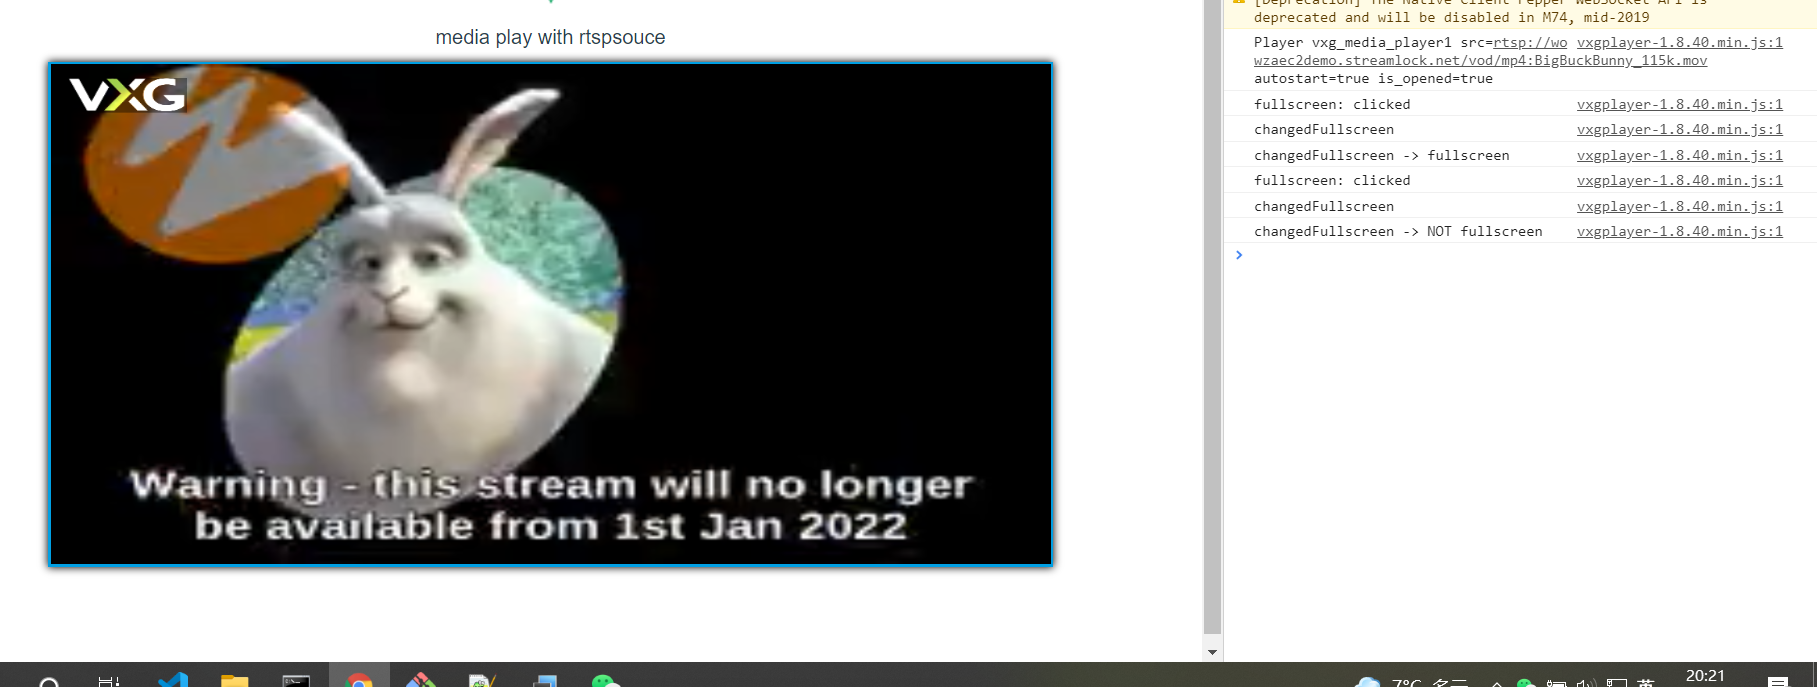 media play with rtspsouce
VXG
Warning - this stream will no longer
be available from 1st Jan 2022
[Deprecation] The Native Client Pepper WebSocket API is
deprecated and will be disabled in M74, mid-2019
Player vxg_media_player1 src=rtsp://wo vxgplayer-1.8.40.min.js:1
wzaec2demo.streamlock.net/vod/mp4:BigBuckBunny_115k.mov
autostart=true is_opened=true
fullscreen: clicked vxgplayer-1.8.40.min.js:1
changedFullscreen vxgplayer-1.8.40.min.js:1
changedFullscreen -> fullscreen vxgplayer-1.8.40.min.js:1
fullscreen: clicked vxgplayer-1.8.40.min.js:1
changedFullscreen vxgplayer-1.8.40.min.js:1
changedFullscreen -> NOT fullscreen vxgplayer-1.8.40.min.js:1
>
7°C 多云 英 20:21